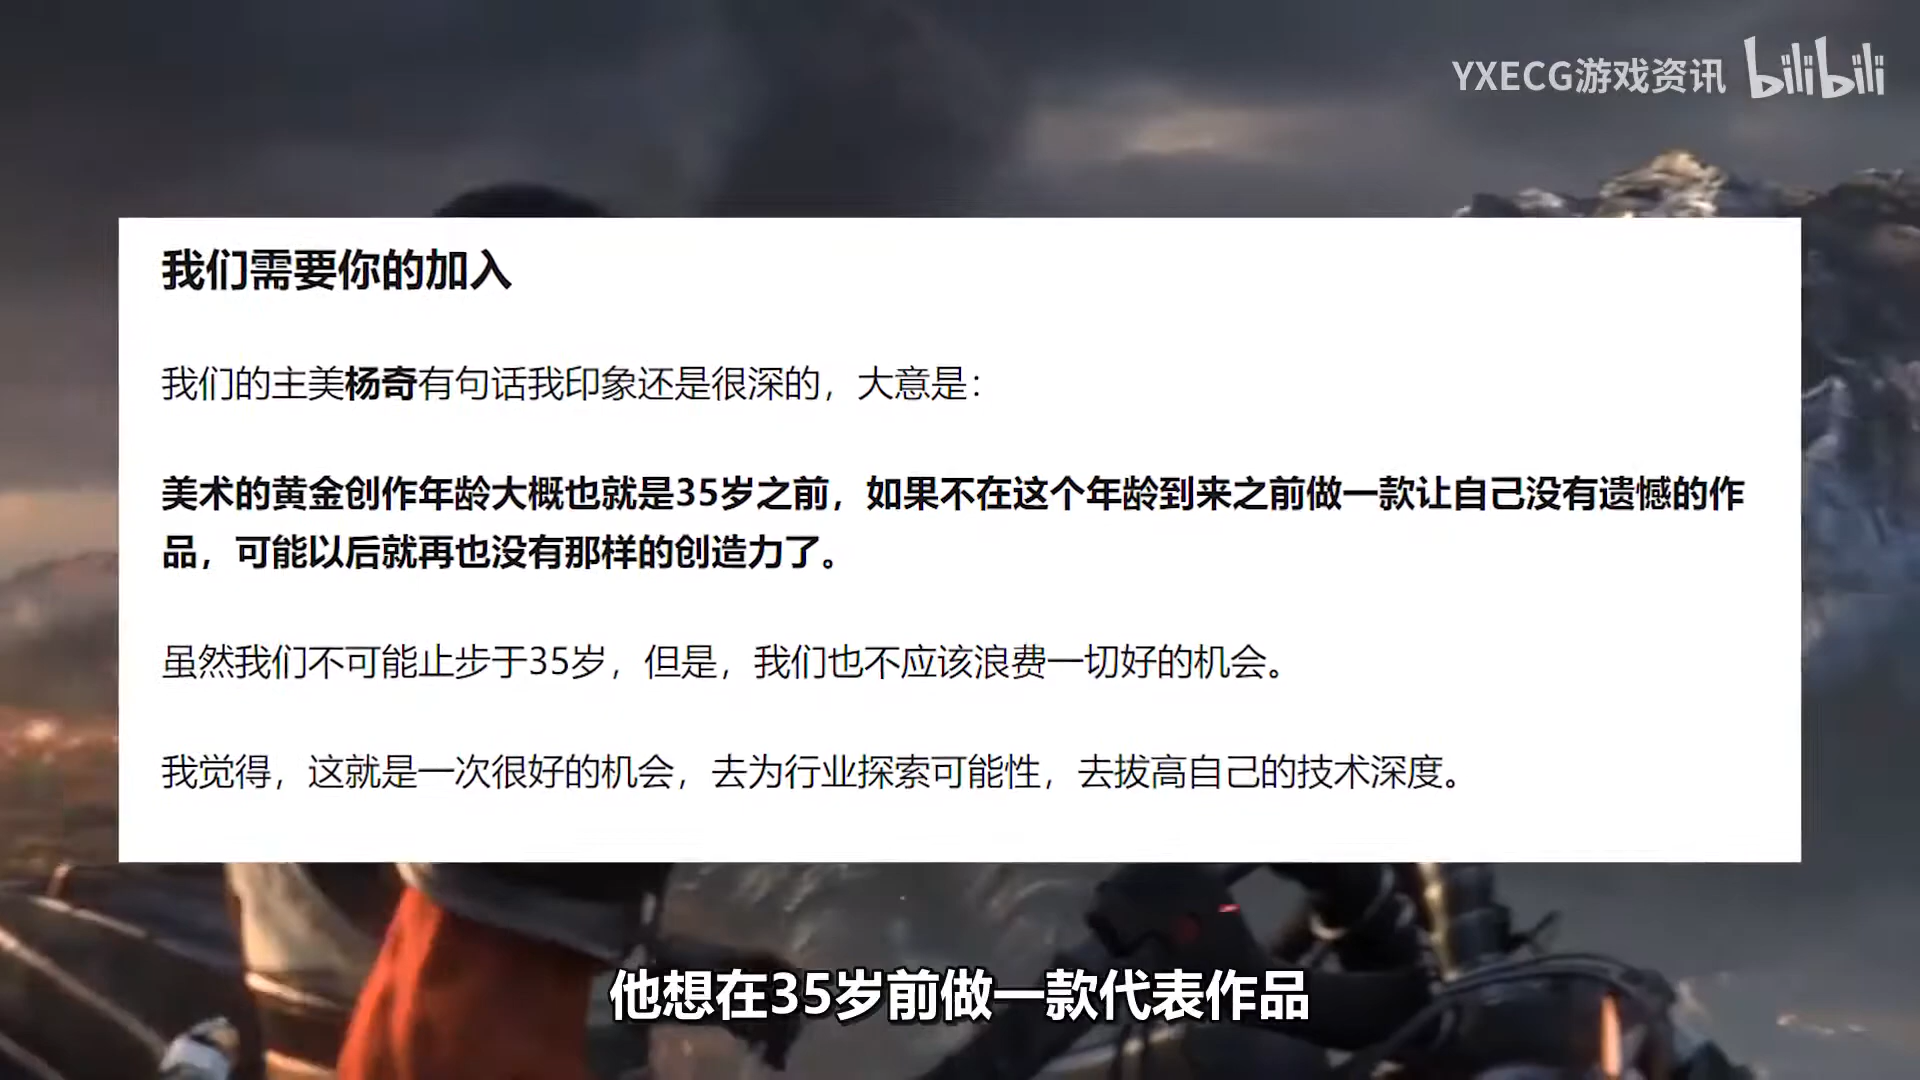 YXECG游戏资讯 bilibili
我们需要你的加入
我们的主美杨奇有句话我印象还是很深的，大意是：
美术的黄金创作年龄大概也就是35岁之前，如果不在这个年龄到来之前做一款让自己没有遗憾的作
品，可能以后就再也没有那样的创造力了。
虽然我们不可能止步于35岁，但是，我们也不应该浪费一切好的机会。
我觉得，这就是一次很好的机会，去为行业探索可能性，去拔高自己的技术深度。
他想在35岁前做一款代表作品